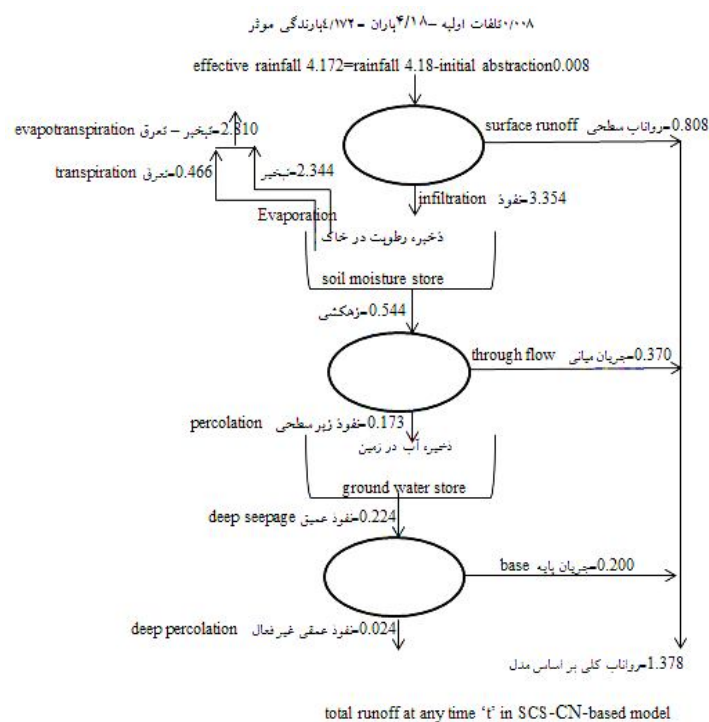 ۰/۰۰۸تلفات اولیه –۴/۱۸باران = ۴/۱۷۲بارندگی موثر
effective rainfall 4.172=rainfall 4.18-initial abstraction0.008
evapotranspiration تبخیر – تعرق=2.810
surface runoff رواناب سطحی=0.808
transpiration تعرق=0.466
تبخیر=2.344
Evaporation
infiltration نفوذ=3.354
ذخیره رطوبت در خاک
soil moisture store
زهکشی=0.544
through flow جریان میانی=0.370
percolation نفوذ زیر سطحی=0.173
ذخیره آب در زمین
ground water store
deep seepage نفوذ عمیق=0.224
base جریان پایه=0.200
deep percolation نفوذ عمقی غیر فعال=0.024
رواناب کلی بر اساس مدل=1.378
total runoff at any time ‘t’ in SCS-CN-based model